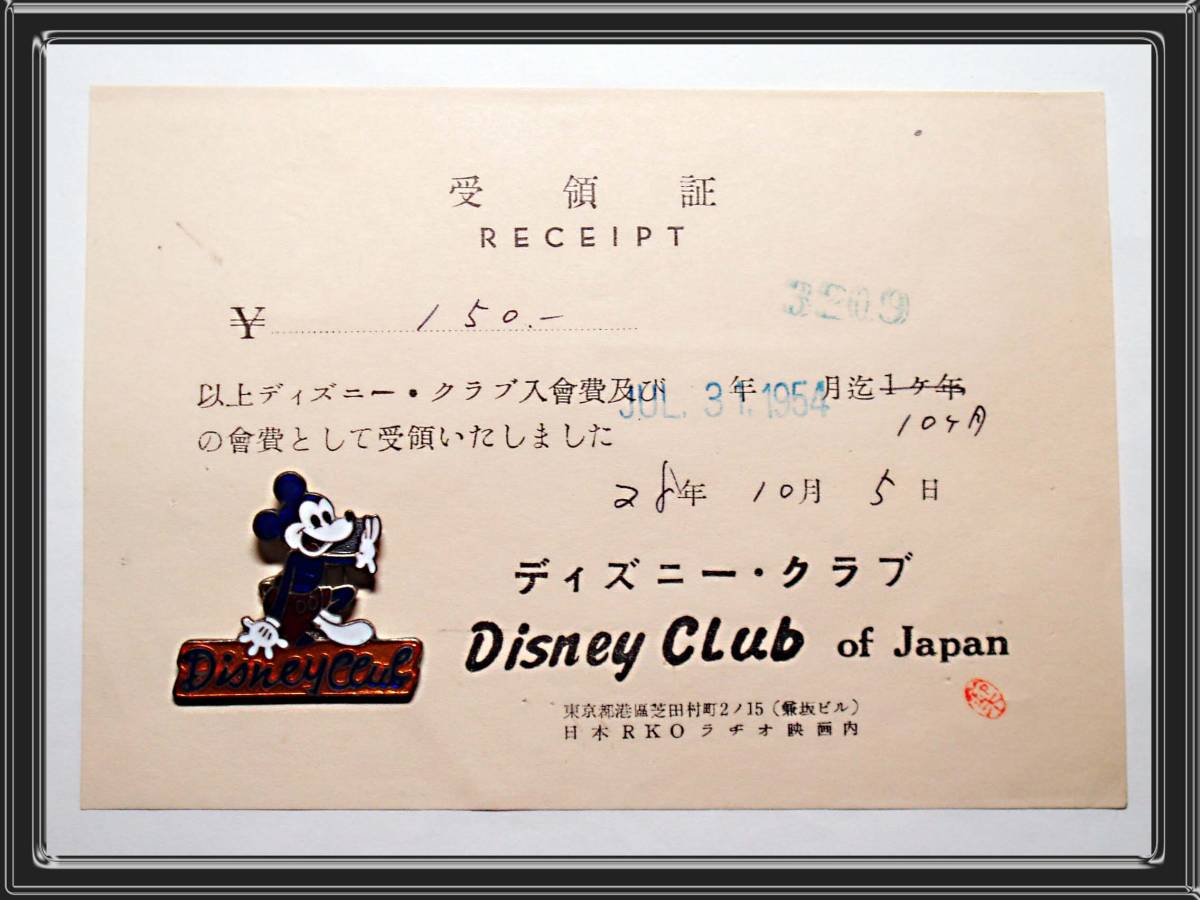 受領証
RECEIPT
3209
¥ 150.-
以上ディズニー・クラブ入會費及び JUL. 31. 1954 年 月迄1ヶ年
10ヶ月
の會費として受領いたしました
28年 10月 5日
ディズニー・クラブ
Disney Club of Japan
Disney Club
東京都港區芝田村町2ノ15(兼坂ビル)
日本RKOラヂオ映画内